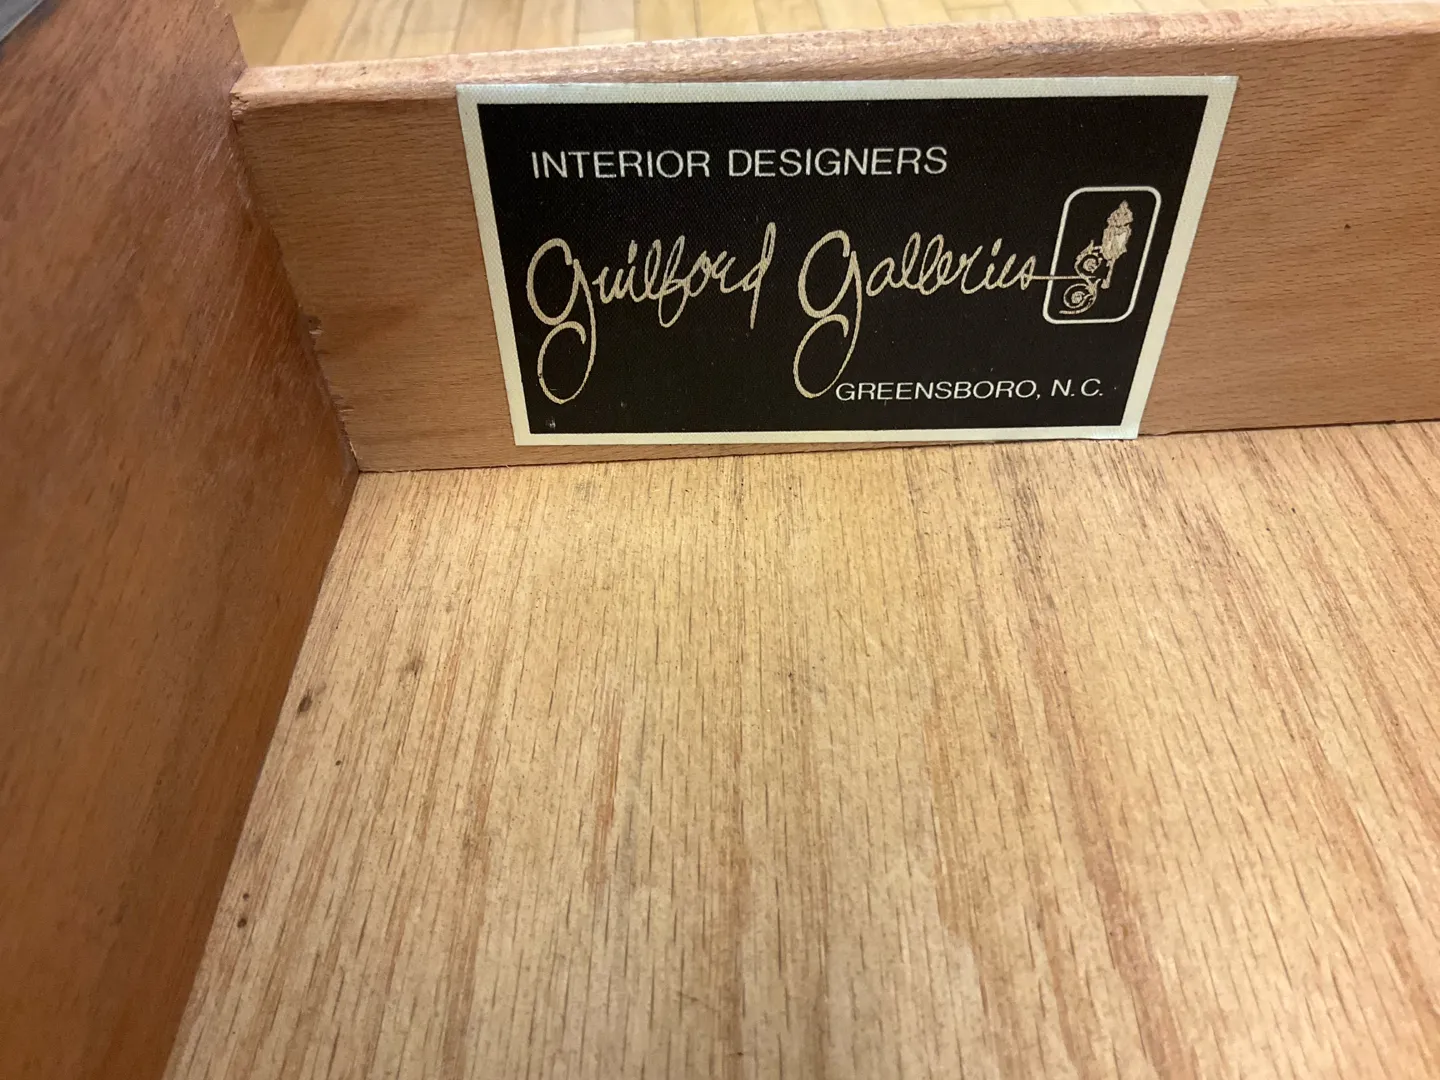 INTERIOR DESIGNERS
Guilford Galleries
GREENSBORO, N.C.